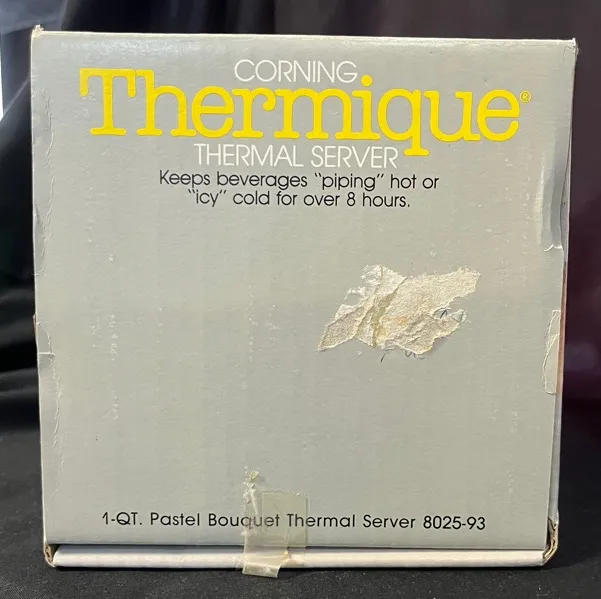 CORNING
Thermique®
THERMAL SERVER
Keeps beverages "piping" hot or
"icy" cold for over 8 hours.
1-QT. Pastel Bouquet Thermal Server 8025-93